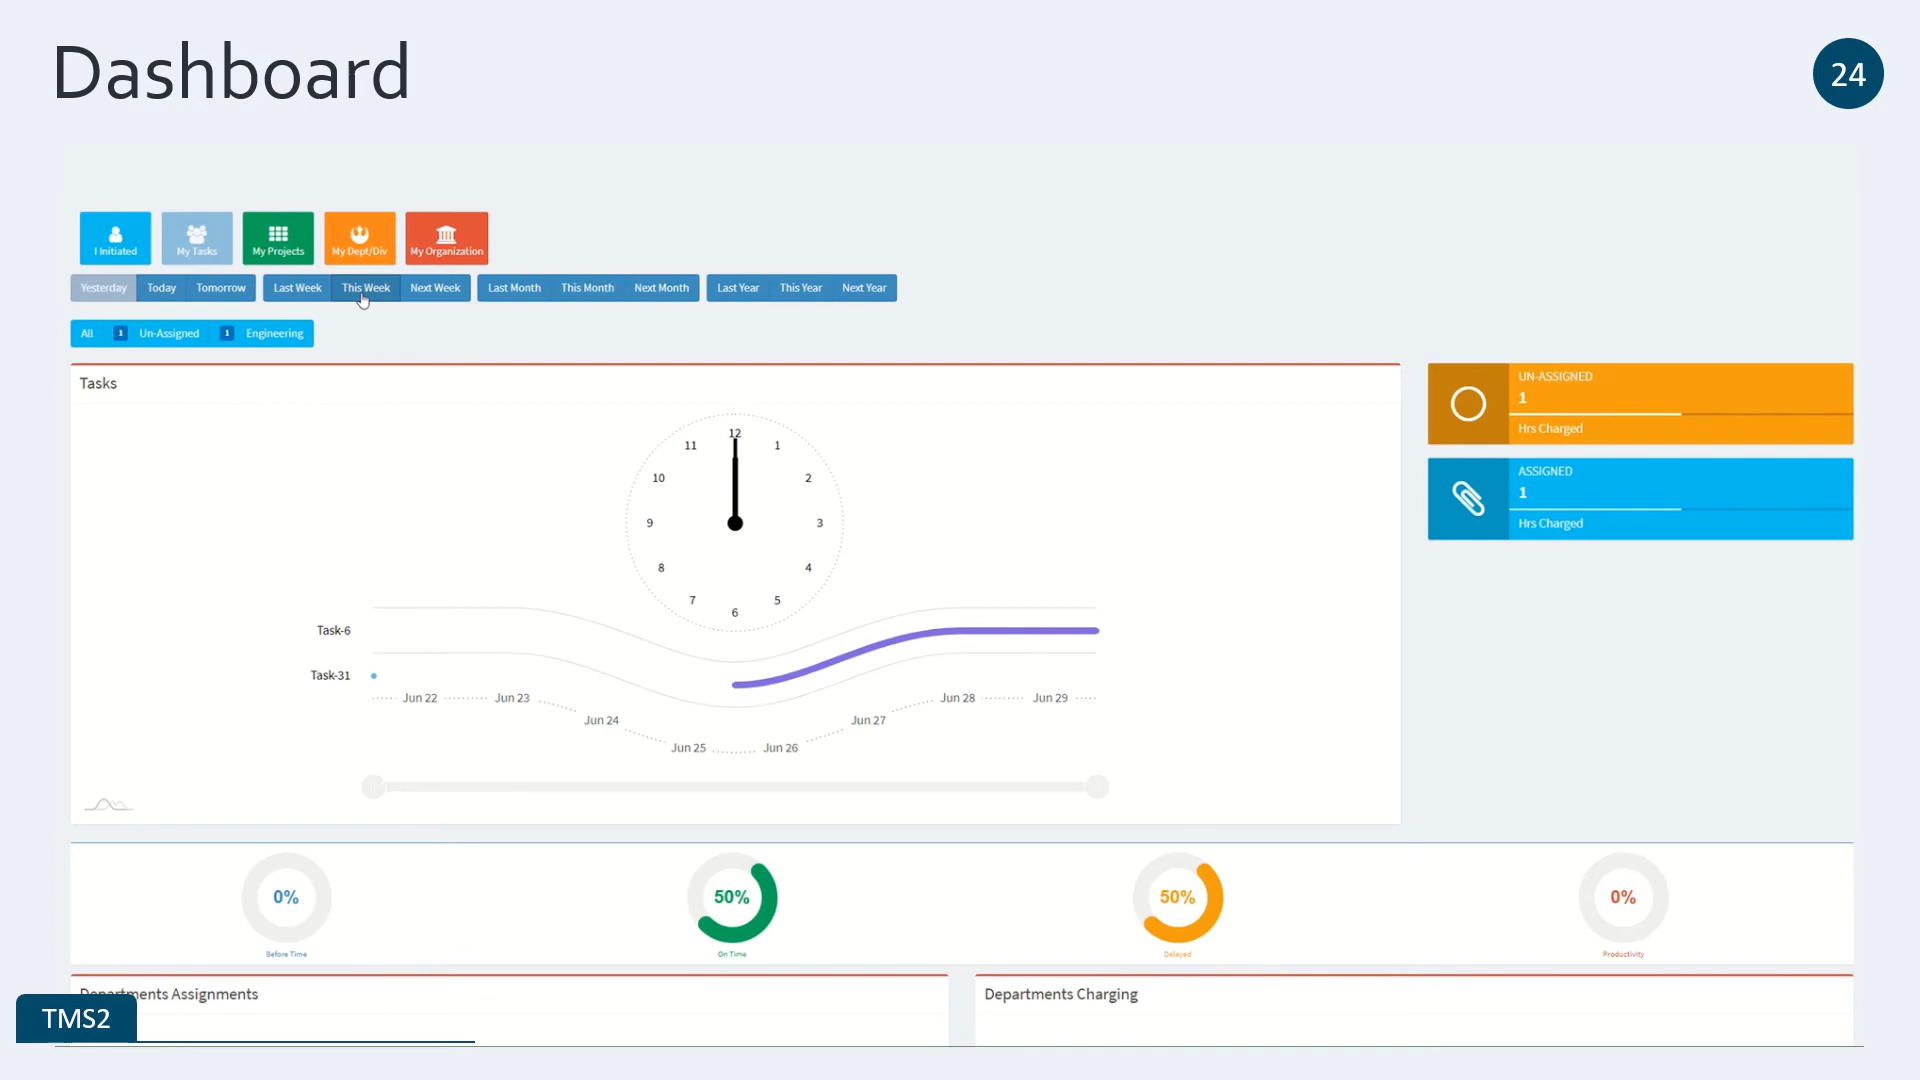 Dashboard
24
I Initiated
My Tasks
My Projects
My Dept/Div
My Organization
Yesterday Today Tomorrow Last Week This Week Next Week Last Month This Month Next Month Last Year This Year Next Year
All 1 Un-Assigned 1 Engineering
Tasks
12
11 1
10 2
9 3
8 4
7 5
6
Task-6
Task-31
Jun 22 Jun 23 Jun 24 Jun 25 Jun 26 Jun 27 Jun 28 Jun 29
UN-ASSIGNED
1
Hrs Charged
ASSIGNED
1
Hrs Charged
0%
Before Time
50%
On Time
50%
Delayed
0%
Productivity
Departments Assignments
Departments Charging
TMS2